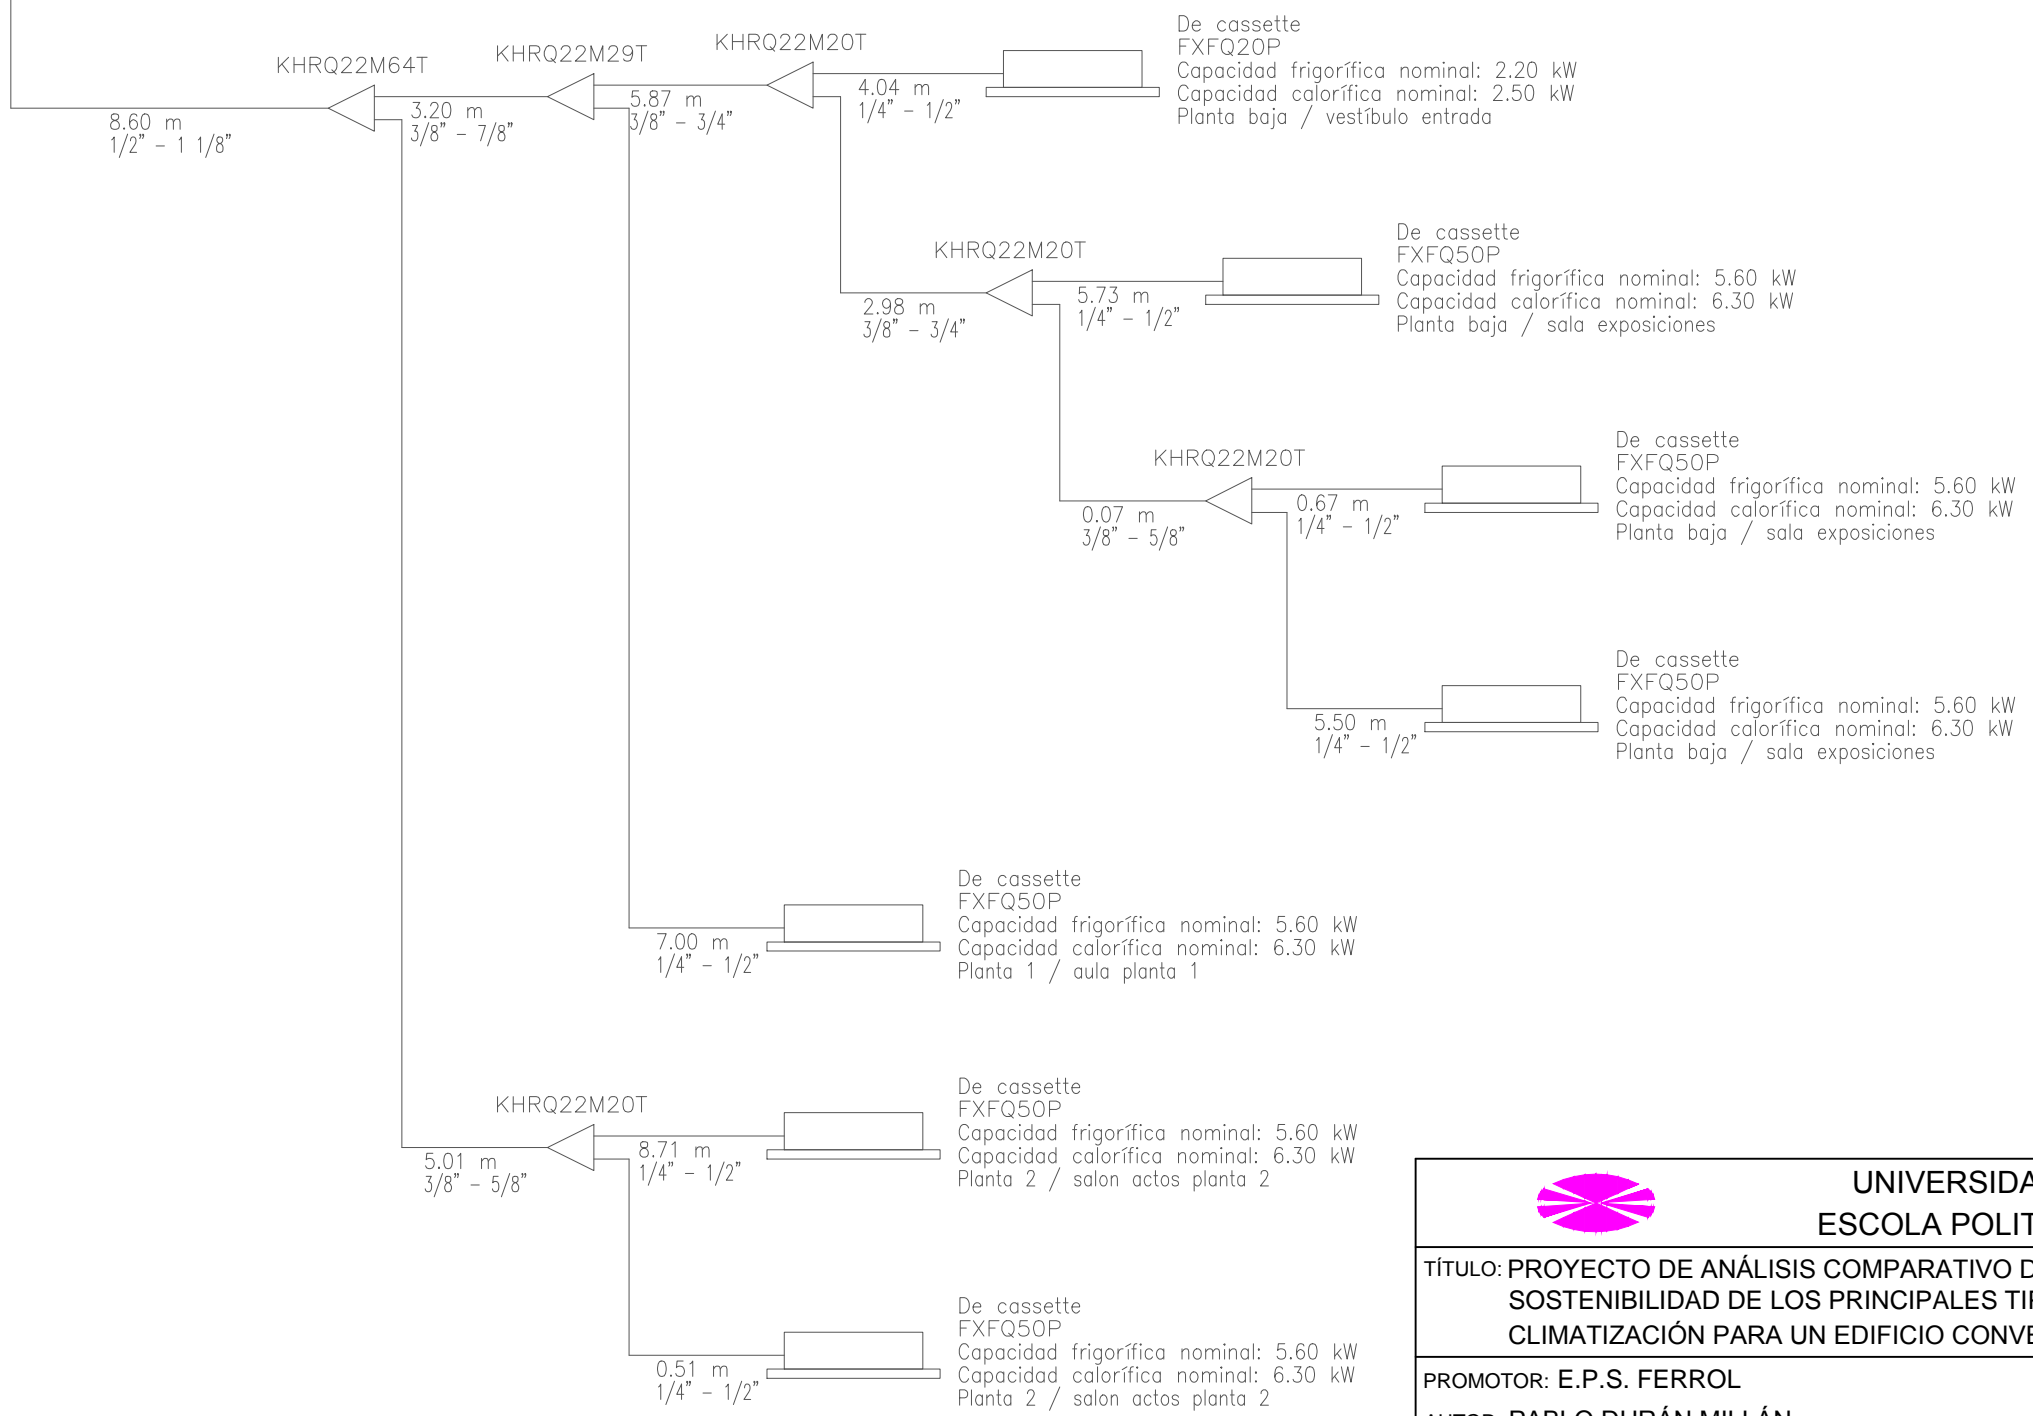 KHRQ22M64T
8.60 m
1/2" - 1 1/8"
KHRQ22M29T
3.20 m
3/8" - 7/8"
KHRQ22M20T
5.87 m
3/8" - 3/4"
4.04 m
1/4" - 1/2"
De cassette
FXFQ20P
Capacidad frigorífica nominal: 2.20 kW
Capacidad calorífica nominal: 2.50 kW
Planta baja / vestíbulo entrada
KHRQ22M20T
2.98 m
3/8" - 3/4"
5.73 m
1/4" - 1/2"
De cassette
FXFQ50P
Capacidad frigorífica nominal: 5.60 kW
Capacidad calorífica nominal: 6.30 kW
Planta baja / sala exposiciones
KHRQ22M20T
0.07 m
3/8" - 5/8"
0.67 m
1/4" - 1/2"
De cassette
FXFQ50P
Capacidad frigorífica nominal: 5.60 kW
Capacidad calorífica nominal: 6.30 kW
Planta baja / sala exposiciones
5.50 m
1/4" - 1/2"
De cassette
FXFQ50P
Capacidad frigorífica nominal: 5.60 kW
Capacidad calorífica nominal: 6.30 kW
Planta baja / sala exposiciones
7.00 m
1/4" - 1/2"
De cassette
FXFQ50P
Capacidad frigorífica nominal: 5.60 kW
Capacidad calorífica nominal: 6.30 kW
Planta 1 / aula planta 1
KHRQ22M20T
5.01 m
3/8" - 5/8"
8.71 m
1/4" - 1/2"
De cassette
FXFQ50P
Capacidad frigorífica nominal: 5.60 kW
Capacidad calorífica nominal: 6.30 kW
Planta 2 / salon actos planta 2
0.51 m
1/4" - 1/2"
De cassette
FXFQ50P
Capacidad frigorífica nominal: 5.60 kW
Capacidad calorífica nominal: 6.30 kW
Planta 2 / salon actos planta 2
UNIVERSIDA
ESCOLA POLIT
TÍTULO: PROYECTO DE ANÁLISIS COMPARATIVO D
SOSTENIBILIDAD DE LOS PRINCIPALES TI
CLIMATIZACIÓN PARA UN EDIFICIO CONVE
PROMOTOR: E.P.S. FERROL
AUTOR: PABLO DURÁN MILLÁN